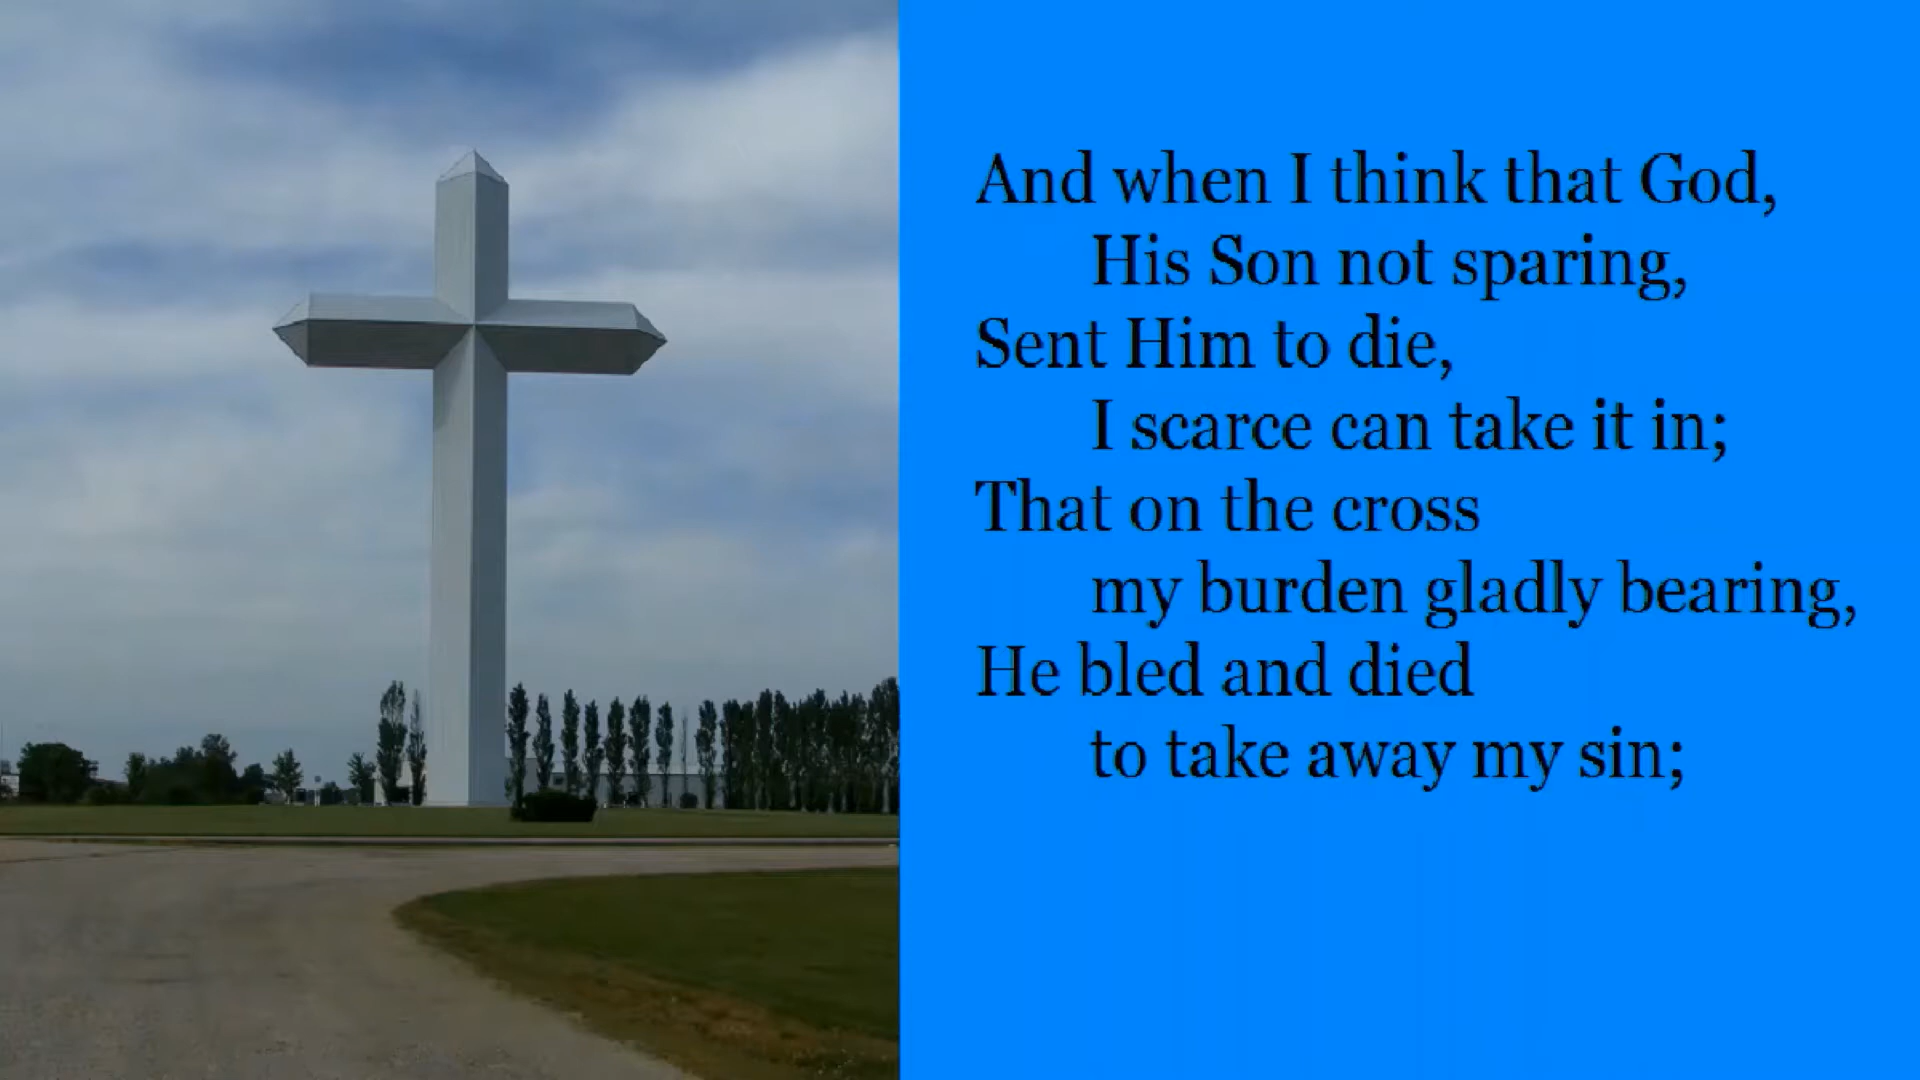 And when I think that God,
His Son not sparing,
Sent Him to die,
I scarce can take it in;
That on the cross
my burden gladly bearing,
He bled and died
to take away my sin;